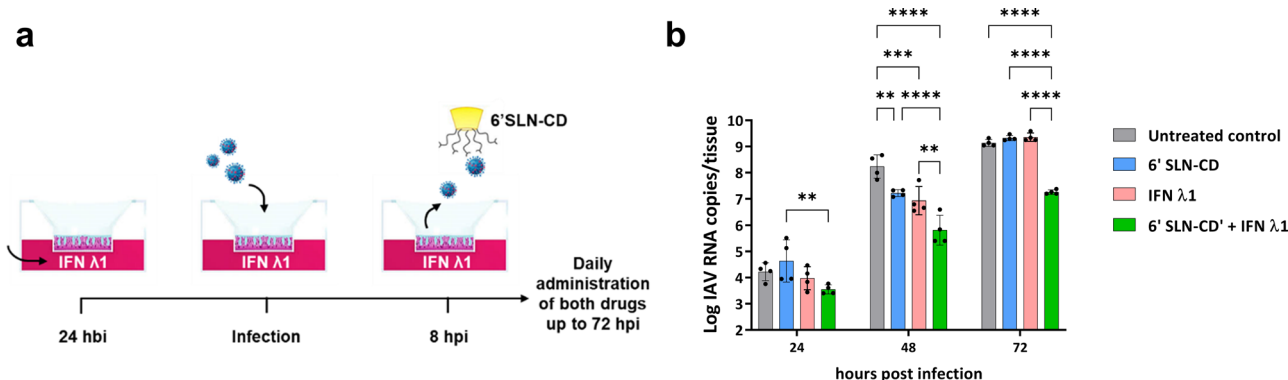 a
6'SLN-CD
IFN λ1
IFN λ1
IFN λ1
24 hbi
Infection
8 hpi
Daily
administration
of both drugs
up to 72 hpi
b
**** ****
*** ****
** **** ****
**
**
Log IAV RNA copies/tissue
10
9
8
7
6
5
4
3
2
24 48 72
hours post infection
Untreated control
6' SLN-CD
IFN λ1
6' SLN-CD' + IFN λ1